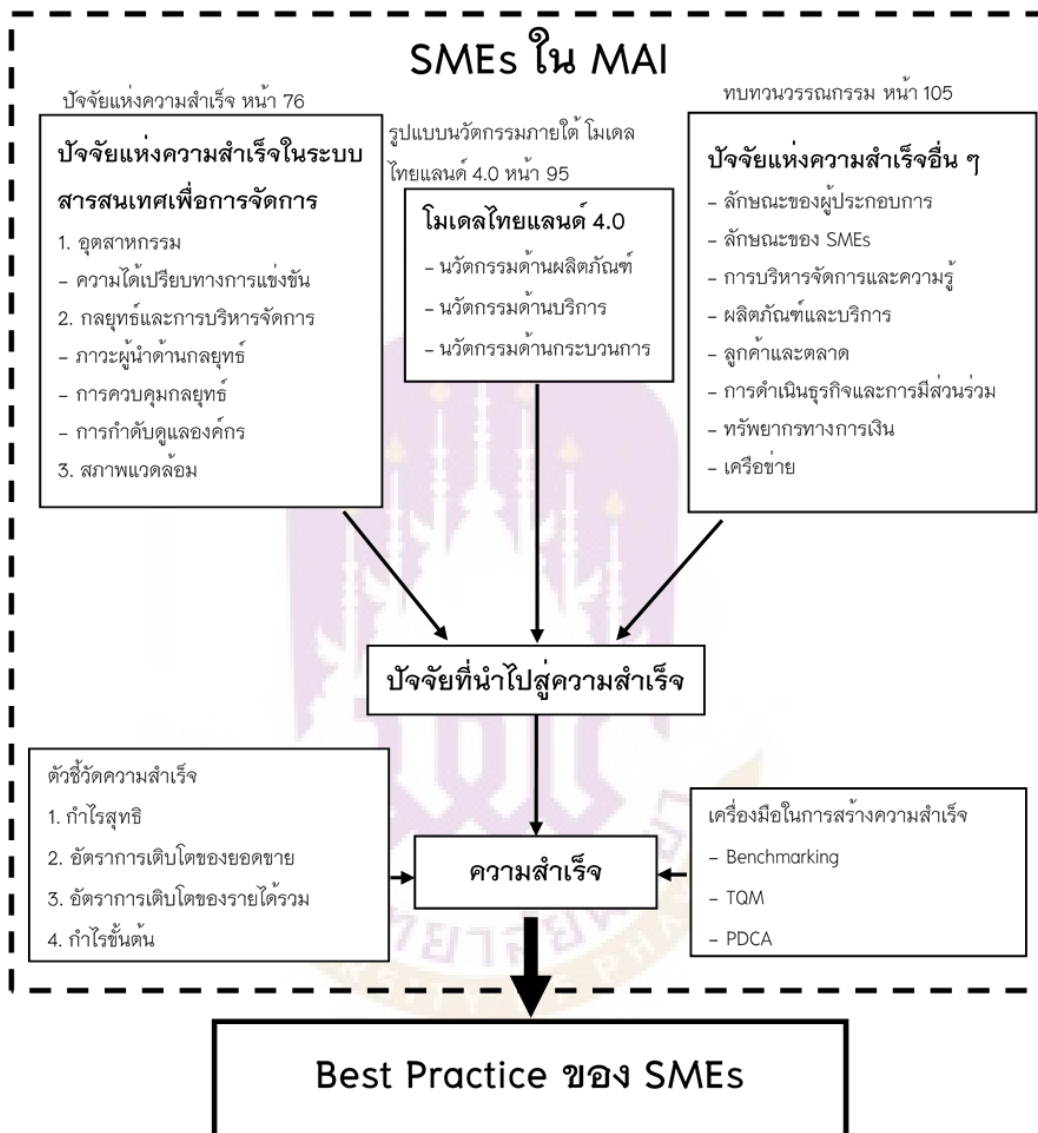 SMEs ใน MAI
ปัจจัยแห่งความสำเร็จ หน้า 76
ปัจจัยแห่งความสำเร็จในระบบ
สารสนเทศเพื่อการจัดการ
1. อุตสาหกรรม
– ความได้เปรียบทางการแข่งขัน
2. กลยุทธ์และการบริหารจัดการ
– ภาวะผู้นำด้านกลยุทธ์
– การควบคุมกลยุทธ์
– การกำดับดูแลองค์กร
3. สภาพแวดล้อม
รูปแบบนวัตกรรมภายใต้ โมเดล
ไทยแลนด์ 4.0 หน้า 95
โมเดลไทยแลนด์ 4.0
– นวัตกรรมด้านผลิตภัณฑ์
– นวัตกรรมด้านบริการ
– นวัตกรรมด้านกระบวนการ
ทบทวนวรรณกรรม หน้า 105
ปัจจัยแห่งความสำเร็จอื่น ๆ
– ลักษณะของผู้ประกอบการ
– ลักษณะของ SMEs
– การบริหารจัดการและความรู้
– ผลิตภัณฑ์และบริการ
– ลูกค้าและตลาด
– การดำเนินธุรกิจและการมีส่วนร่วม
– ทรัพยากรทางการเงิน
– เครือข่าย
ปัจจัยที่นำไปสู่ความสำเร็จ
ตัวชี้วัดความสำเร็จ
1. กำไรสุทธิ
2. อัตราการเติบโตของยอดขาย
3. อัตราการเติบโตของรายได้รวม
4. กำไรขั้นต้น
ความสำเร็จ
เครื่องมือในการสร้างความสำเร็จ
– Benchmarking
– TQM
– PDCA
Best Practice ของ SMEs